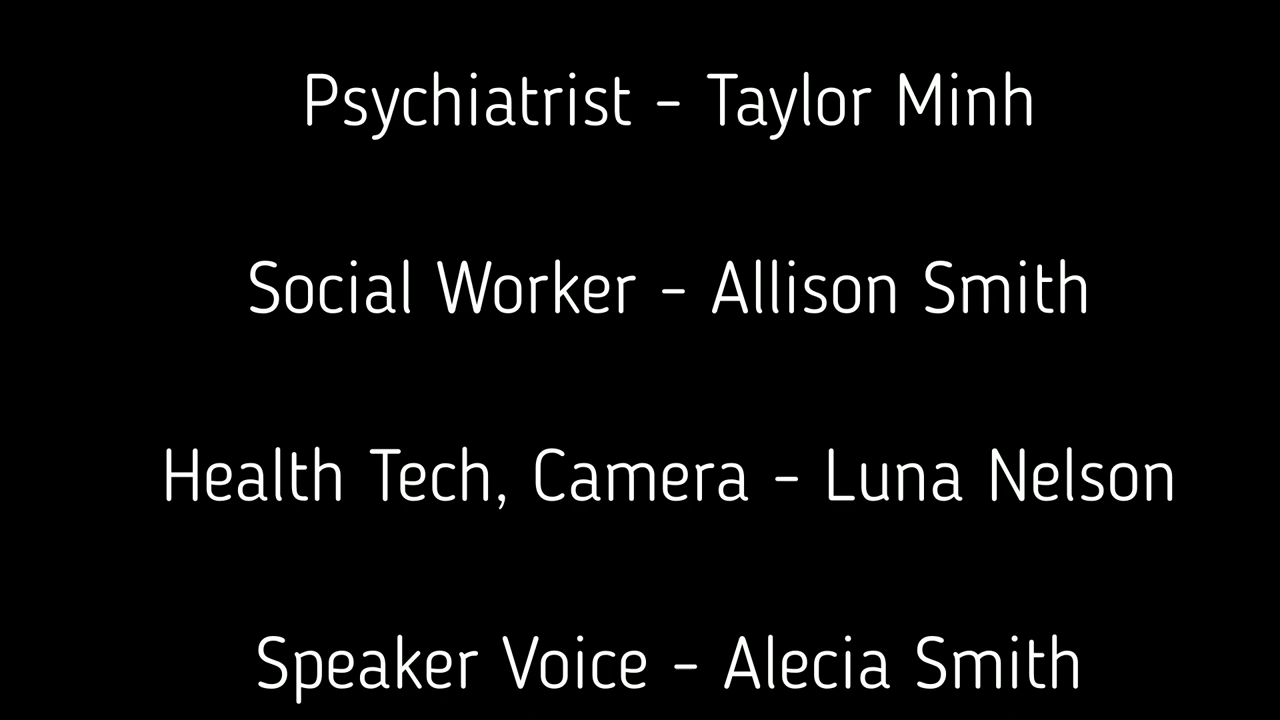 Psychiatrist - Taylor Minh
Social Worker - Allison Smith
Health Tech, Camera - Luna Nelson
Speaker Voice - Alecia Smith